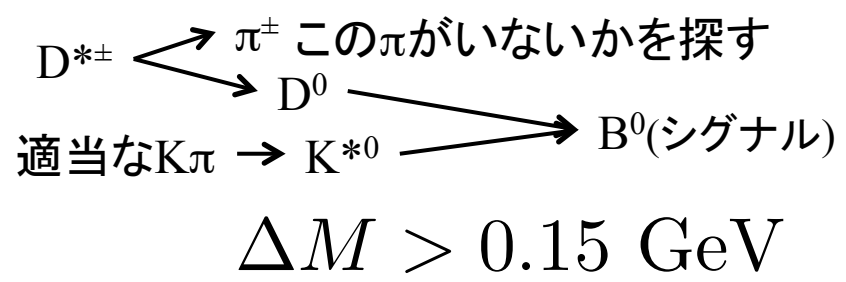 D*± π± このπがいないかを探す
D⁰
適当なKπ K*⁰ B⁰(シグナル)
ΔM > 0.15 GeV